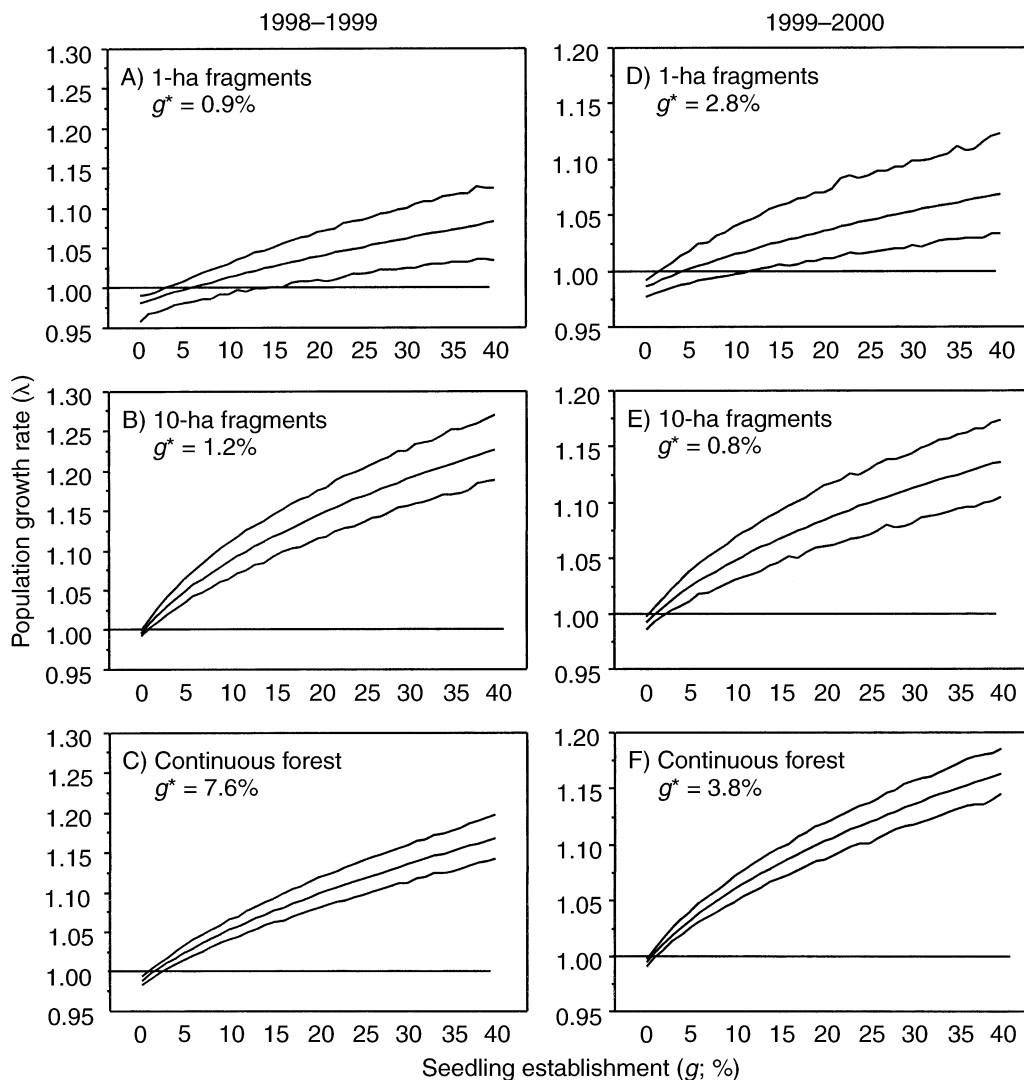 1998–1999
1999–2000
A) 1-ha fragments
g* = 0.9%
1.30
1.25
1.20
1.15
1.10
1.05
1.00
0.95
0 5 10 15 20 25 30 35 40
D) 1-ha fragments
g* = 2.8%
1.20
1.15
1.10
1.05
1.00
0.95
0 5 10 15 20 25 30 35 40
B) 10-ha fragments
g* = 1.2%
1.30
1.25
1.20
1.15
1.10
1.05
1.00
0.95
0 5 10 15 20 25 30 35 40
E) 10-ha fragments
g* = 0.8%
1.20
1.15
1.10
1.05
1.00
0.95
0 5 10 15 20 25 30 35 40
C) Continuous forest
g* = 7.6%
1.30
1.25
1.20
1.15
1.10
1.05
1.00
0.95
0 5 10 15 20 25 30 35 40
F) Continuous forest
g* = 3.8%
1.20
1.15
1.10
1.05
1.00
0.95
0 5 10 15 20 25 30 35 40
Population growth rate (λ)
Seedling establishment (g; %)